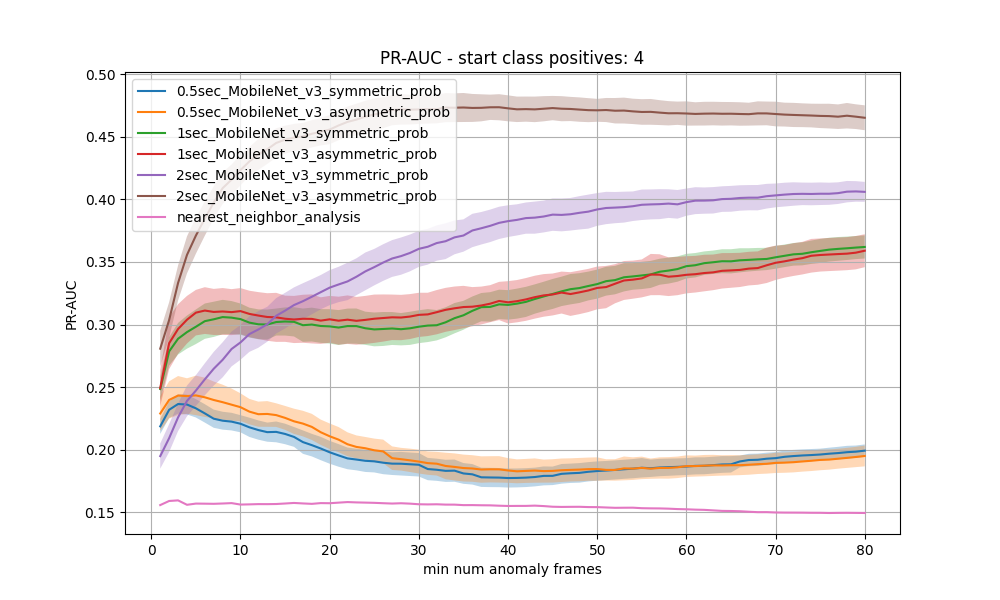 PR-AUC - start class positives: 4
0.50
0.45
0.40
0.35
0.30
0.25
0.20
0.15
PR-AUC
0.5sec_MobileNet_v3_symmetric_prob
0.5sec_MobileNet_v3_asymmetric_prob
1sec_MobileNet_v3_symmetric_prob
1sec_MobileNet_v3_asymmetric_prob
2sec_MobileNet_v3_symmetric_prob
2sec_MobileNet_v3_asymmetric_prob
nearest_neighbor_analysis
0 10 20 30 40 50 60 70 80
min num anomaly frames